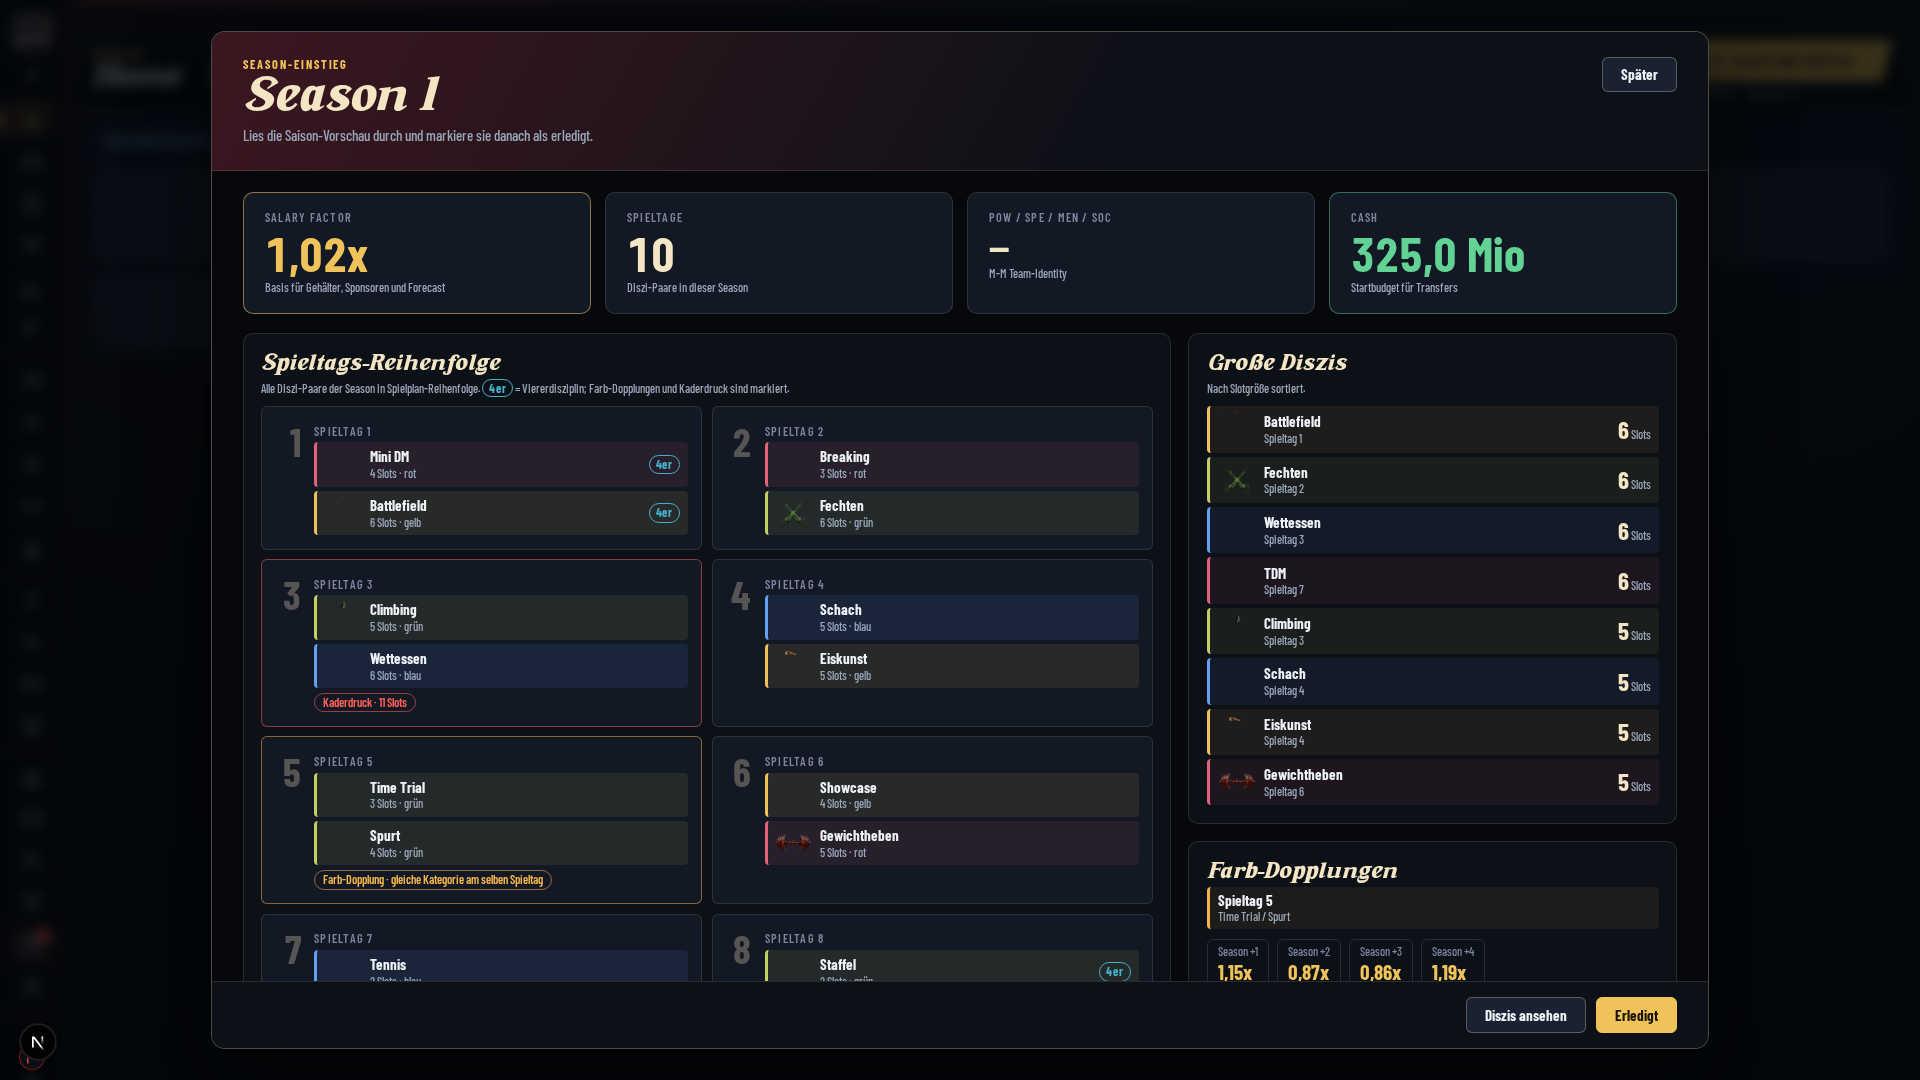 SEASON-EINSTIEG
Season 1
Lies die Saison-Vorschau durch und markiere sie danach als erledigt.
Später
SALARY FACTOR
1,02x
Basis für Gehälter, Sponsoren und Forecast
SPIELTAGE
10
Diszi-Paare in dieser Season
POW / SPE / MEN / SOC
–
M-M Team-Identity
CASH
325,0 Mio
Startbudget für Transfers
Spieltags-Reihenfolge
Alle Diszi-Paare der Season in Spielplan-Reihenfolge. 4er = Viererdisziplin; Farb-Dopplungen und Kaderdruck sind markiert.
1
SPIELTAG 1
Mini DM
4 Slots · rot
4er
Battlefield
6 Slots · gelb
4er
2
SPIELTAG 2
Breaking
3 Slots · rot
Fechten
6 Slots · grün
3
SPIELTAG 3
Climbing
5 Slots · grün
Wettessen
6 Slots · blau
Kaderdruck · 11 Slots
4
SPIELTAG 4
Schach
5 Slots · blau
Eiskunst
5 Slots · gelb
5
SPIELTAG 5
Time Trial
3 Slots · grün
Spurt
4 Slots · grün
Farb-Dopplung · gleiche Kategorie am selben Spieltag
6
SPIELTAG 6
Showcase
4 Slots · gelb
Gewichtheben
5 Slots · rot
7
SPIELTAG 7
Tennis
8
SPIELTAG 8
Staffel
4er
Große Diszis
Nach Slotgröße sortiert.
Battlefield
Spieltag 1
6 Slots
Fechten
Spieltag 2
6 Slots
Wettessen
Spieltag 3
6 Slots
TDM
Spieltag 7
6 Slots
Climbing
Spieltag 3
5 Slots
Schach
Spieltag 4
5 Slots
Eiskunst
Spieltag 4
5 Slots
Gewichtheben
Spieltag 6
5 Slots
Farb-Dopplungen
Spieltag 5
Time Trial / Spurt
Season +1
1,15x
Season +2
0,87x
Season +3
0,86x
Season +4
1,19x
Diszis ansehen
Erledigt
N